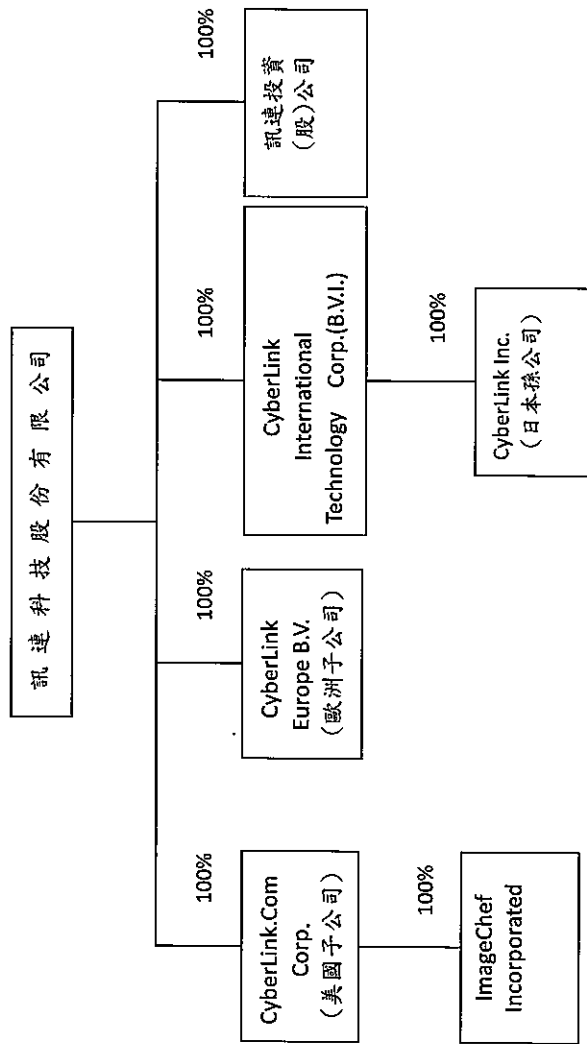 訊連科技股份有限公司
100%
100%
100%
100%
CyberLink.Com
Corp.
(美國子公司)
CyberLink
Europe B.V.
(歐洲子公司)
CyberLink
International
Technology Corp.(B.V.I.)
訊連投資
(股)公司
100%
100%
ImageChef
Incorporated
CyberLink Inc.
(日本孫公司)